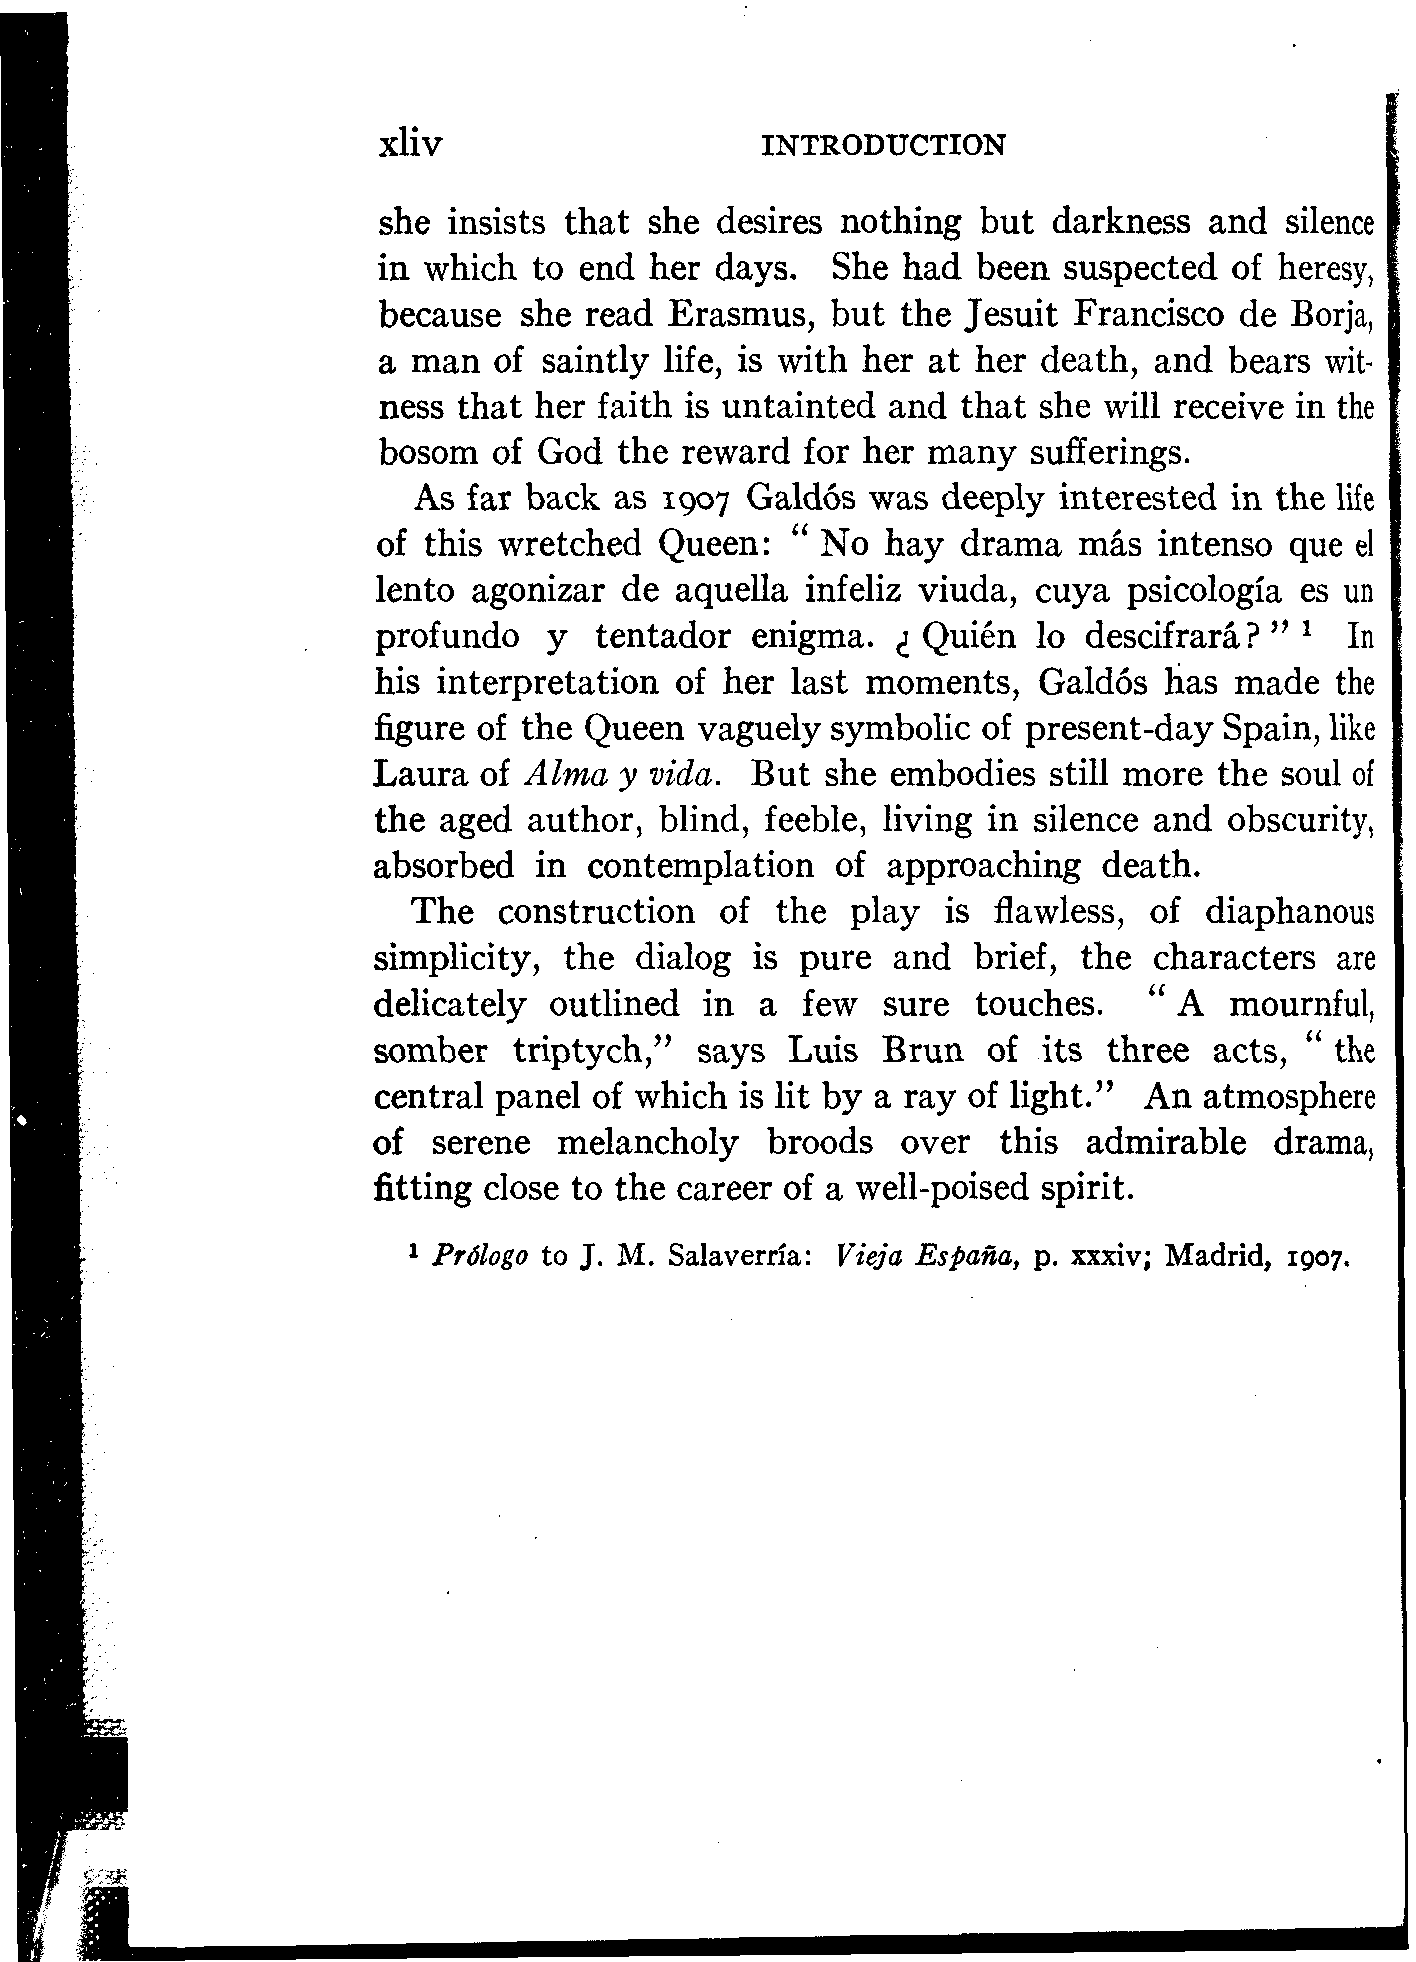 xliv INTRODUCTION
she insists that she desires nothing but darkness and silence
in which to end her days. She had been suspected of heresy,
because she read Erasmus, but the Jesuit Francisco de Borja,
a man of saintly life, is with her at her death, and bears wit-
ness that her faith is untainted and that she will receive in the
bosom of God the reward for her many sufferings.
As far back as 1907 Galdós was deeply interested in the life
of this wretched Queen: “ No hay drama más intenso que el
lento agonizar de aquella infeliz viuda, cuya psicología es un
profundo y tentador enigma. ¿ Quién lo descifrará? ” ¹ In
his interpretation of her last moments, Galdós has made the
figure of the Queen vaguely symbolic of present-day Spain, like
Laura of Alma y vida. But she embodies still more the soul of
the aged author, blind, feeble, living in silence and obscurity,
absorbed in contemplation of approaching death.
The construction of the play is flawless, of diaphanous
simplicity, the dialog is pure and brief, the characters are
delicately outlined in a few sure touches. “ A mournful,
somber triptych,” says Luis Brun of its three acts, “ the
central panel of which is lit by a ray of light.” An atmosphere
of serene melancholy broods over this admirable drama,
fitting close to the career of a well-poised spirit.
¹ Prólogo to J. M. Salaverría: Vieja España, p. xxxiv; Madrid, 1907.